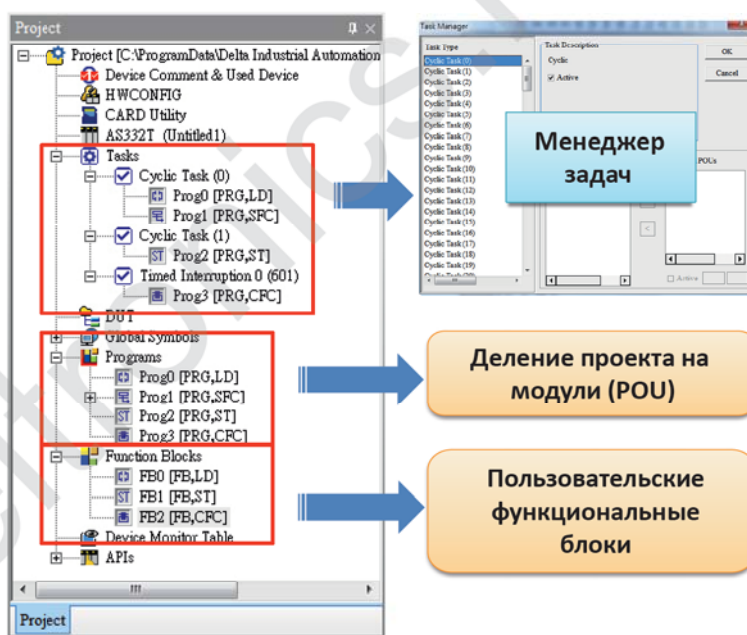 Project
Project [C:\ProgramData\Delta Industrial Automation
Device Comment & Used Device
HWCONFIG
CARD Utility
AS332T (Untitled1)
Tasks
Cyclic Task (0)
Prog0 [PRG,LD]
Prog1 [PRG,SFC]
Cyclic Task (1)
Prog2 [PRG,ST]
Timed Interruption 0 (601)
Prog3 [PRG,CFC]
DUT
Global Symbols
Programs
Prog0 [PRG,LD]
Prog1 [PRG,SFC]
Prog2 [PRG,ST]
Prog3 [PRG,CFC]
Function Blocks
FB0 [FB,LD]
FB1 [FB,ST]
FB2 [FB,CFC]
Device Monitor Table
APIs
Project
Task Manager
Task Type
Cyclic Task (0)
Cyclic Task (1)
Cyclic Task (2)
Cyclic Task (3)
Cyclic Task (4)
Cyclic Task (5)
Cyclic Task (6)
Cyclic Task (7)
Cyclic Task (8)
Cyclic Task (9)
Cyclic Task (10)
Cyclic Task (11)
Cyclic Task (12)
Cyclic Task (13)
Cyclic Task (14)
Cyclic Task (15)
Cyclic Task (16)
Cyclic Task (17)
Cyclic Task (18)
Cyclic Task (19)
Task Description
Cyclic
Active
OK
Cancel
POUs
Active
Менеджер
задач
Деление проекта на
модули (POU)
Пользовательские
функциональные
блоки